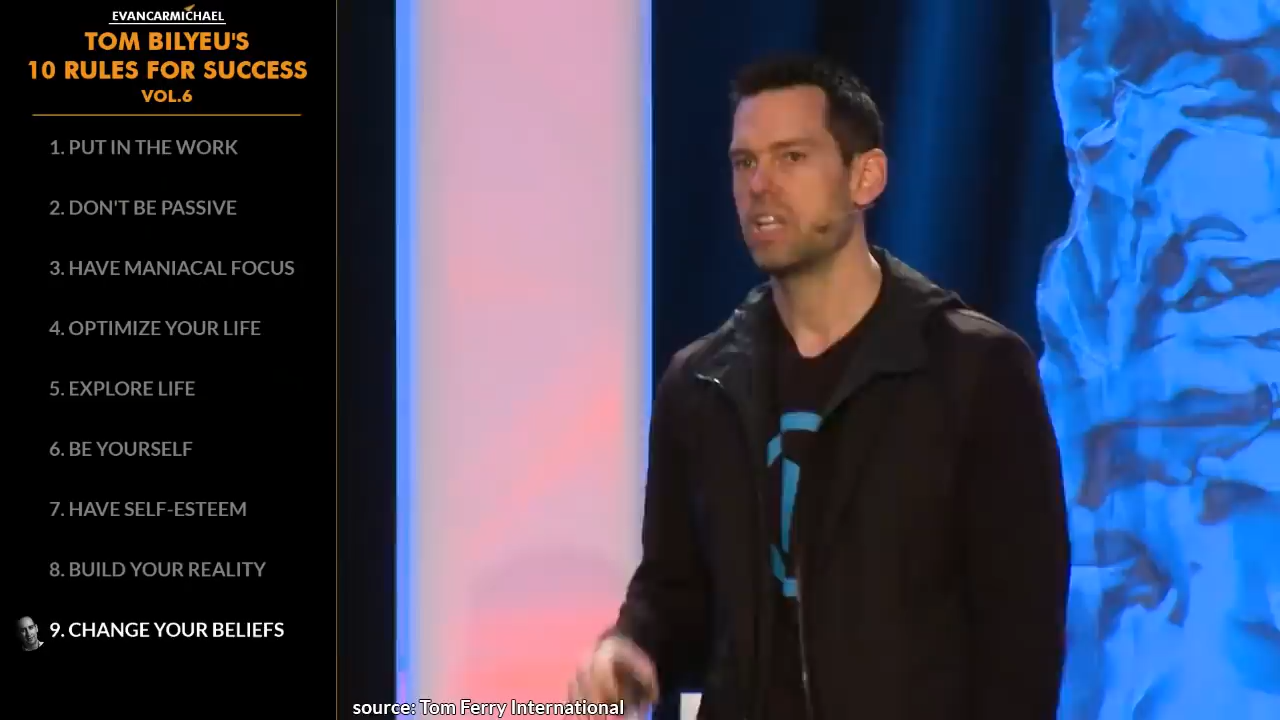 EVANCARMICHAEL
TOM BILYEU'S
10 RULES FOR SUCCESS
VOL.6
1. PUT IN THE WORK
2. DON'T BE PASSIVE
3. HAVE MANIACAL FOCUS
4. OPTIMIZE YOUR LIFE
5. EXPLORE LIFE
6. BE YOURSELF
7. HAVE SELF-ESTEEM
8. BUILD YOUR REALITY
9. CHANGE YOUR BELIEFS
source: Tom Ferry International